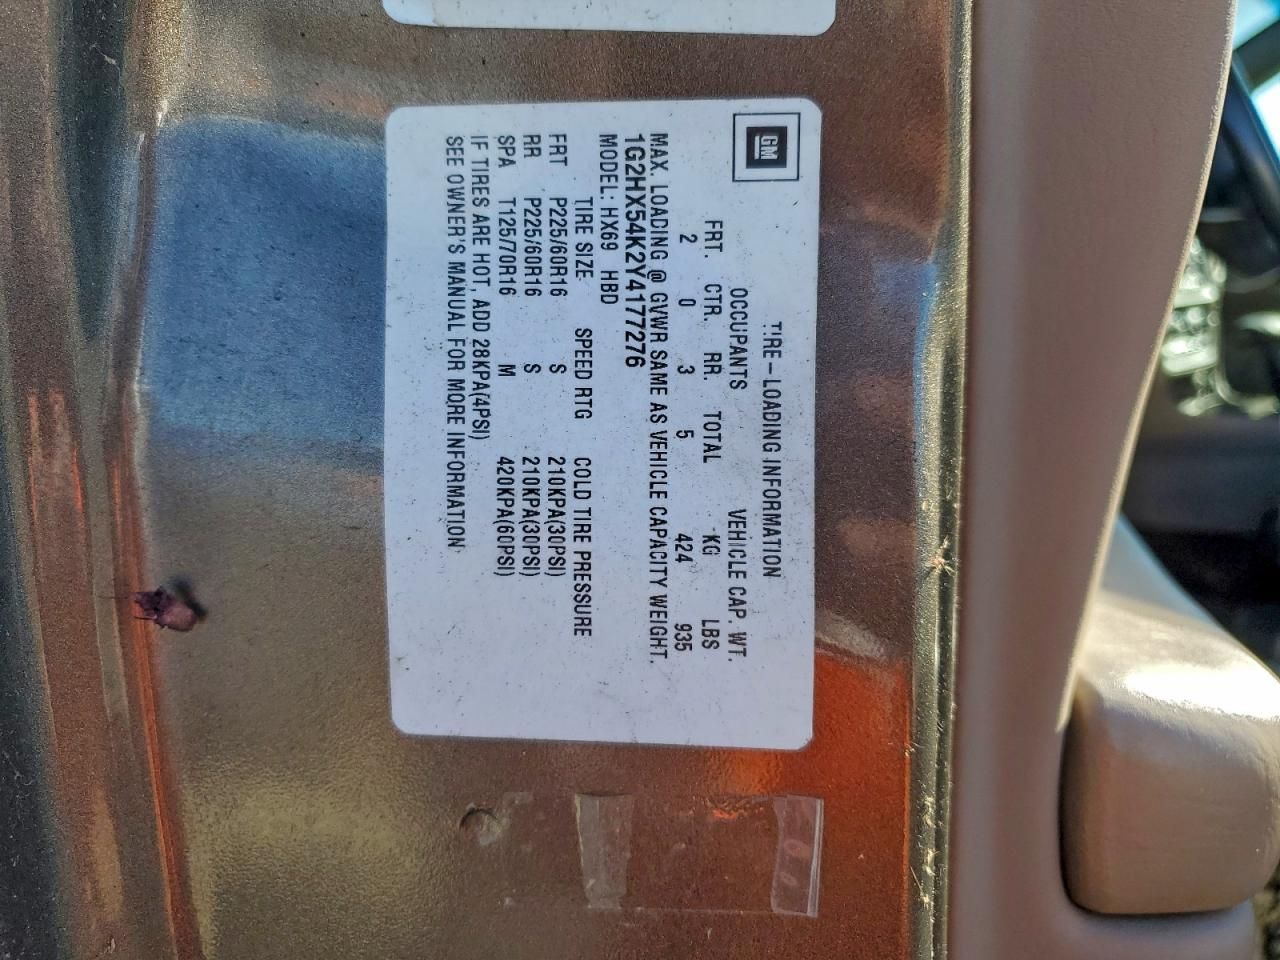 GM
TIRE-LOADING INFORMATION
OCCUPANTS VEHICLE CAP. WT.
FRT. CTR. RR. TOTAL KG LBS
2 0 3 5 424 935
MAX. LOADING @ GVWR SAME AS VEHICLE CAPACITY WEIGHT.
1G2HX54K2Y4177276
MODEL: HX69 HBD
TIRE SIZE SPEED RTG COLD TIRE PRESSURE
FRT P225/60R16 S 210KPA(30PSI)
RR P225/60R16 S 210KPA(30PSI)
SPA T125/70R16 M 420KPA(60PSI)
IF TIRES ARE HOT, ADD 28KPA(4PSI)
SEE OWNER'S MANUAL FOR MORE INFORMATION